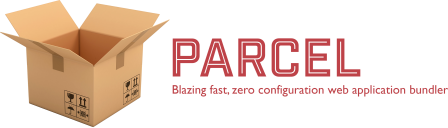 PARCEL
Blazing fast, zero configuration web application bundler